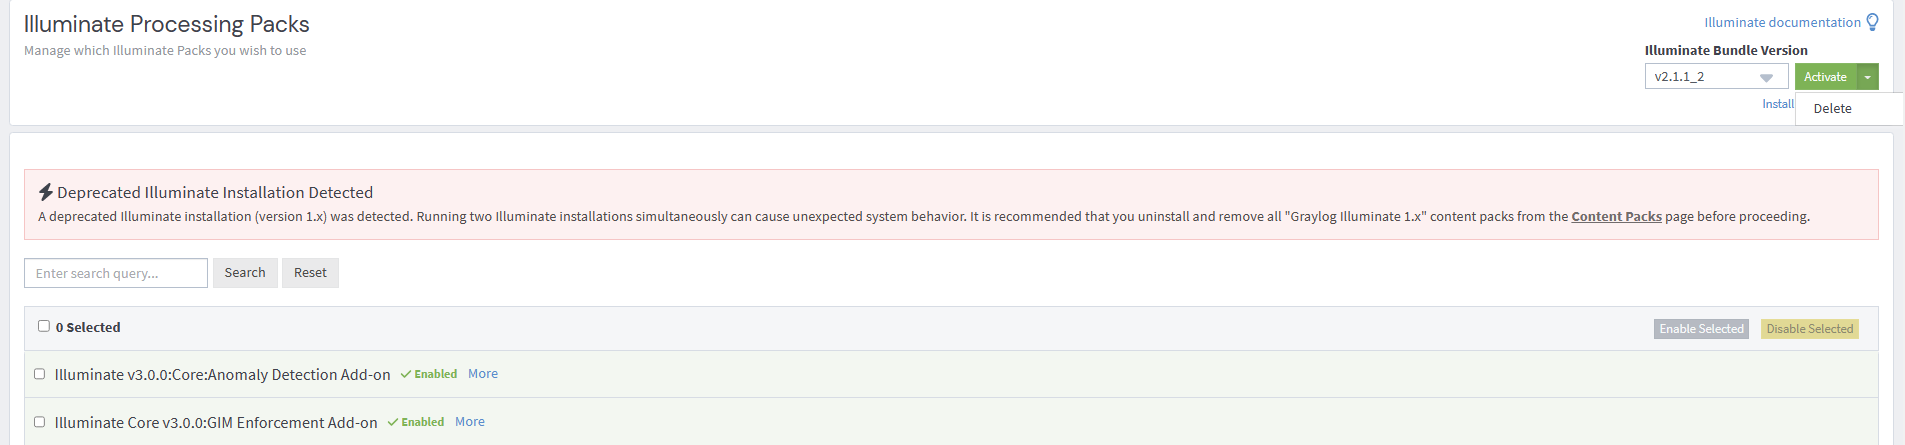 Illuminate Processing Packs
Manage which Illuminate Packs you wish to use
Illuminate documentation
Illuminate Bundle Version
v2.1.1_2
Activate
Install
Delete
Deprecated Illuminate Installation Detected
A deprecated Illuminate installation (version 1.x) was detected. Running two Illuminate installations simultaneously can cause unexpected system behavior. It is recommended that you uninstall and remove all "Graylog Illuminate 1.x" content packs from the Content Packs page before proceeding.
Enter search query...
Search
Reset
0 Selected
Enable Selected
Disable Selected
Illuminate v3.0.0:Core:Anomaly Detection Add-on Enabled More
Illuminate Core v3.0.0:GIM Enforcement Add-on Enabled More